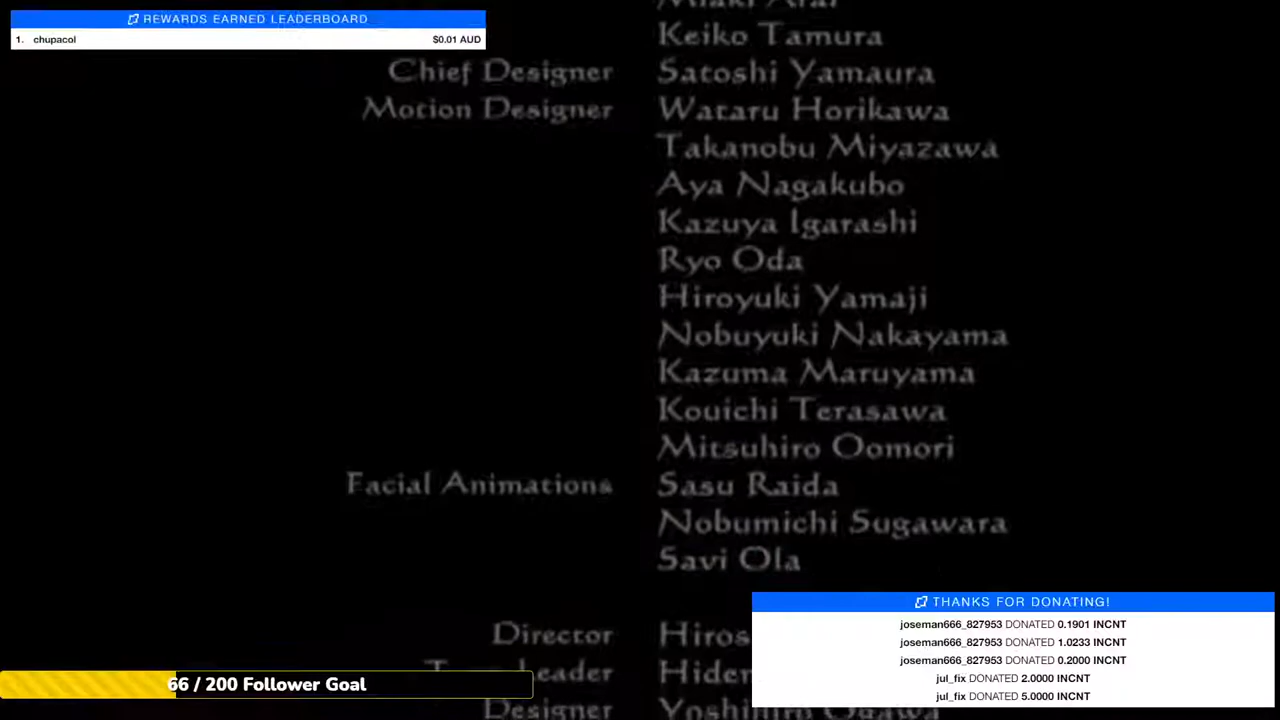 REWARDS EARNED LEADERBOARD
1. chupacol $0.01 AUD
Keiko Tamura
Chief Designer Satoshi Yamaura
Motion Designer Wataru Horikawa
Takanobu Miyazawa
Aya Nagakubo
Kazuya Igarashi
Ryo Oda
Hiroyuki Yamaji
Nobuyuki Nakayama
Kazuma Maruyama
Kouichi Terasawa
Mitsuhiro Oomori
Facial Animations Sasu Raida
Nobumichi Sugawara
Savi Ola
Director
Leader
Designer Yoshihiro Ogawa
66 / 200 Follower Goal
THANKS FOR DONATING!
joseman666_827953 DONATED 0.1901 INCNT
joseman666_827953 DONATED 1.0233 INCNT
joseman666_827953 DONATED 0.2000 INCNT
jul_fix DONATED 2.0000 INCNT
jul_fix DONATED 5.0000 INCNT